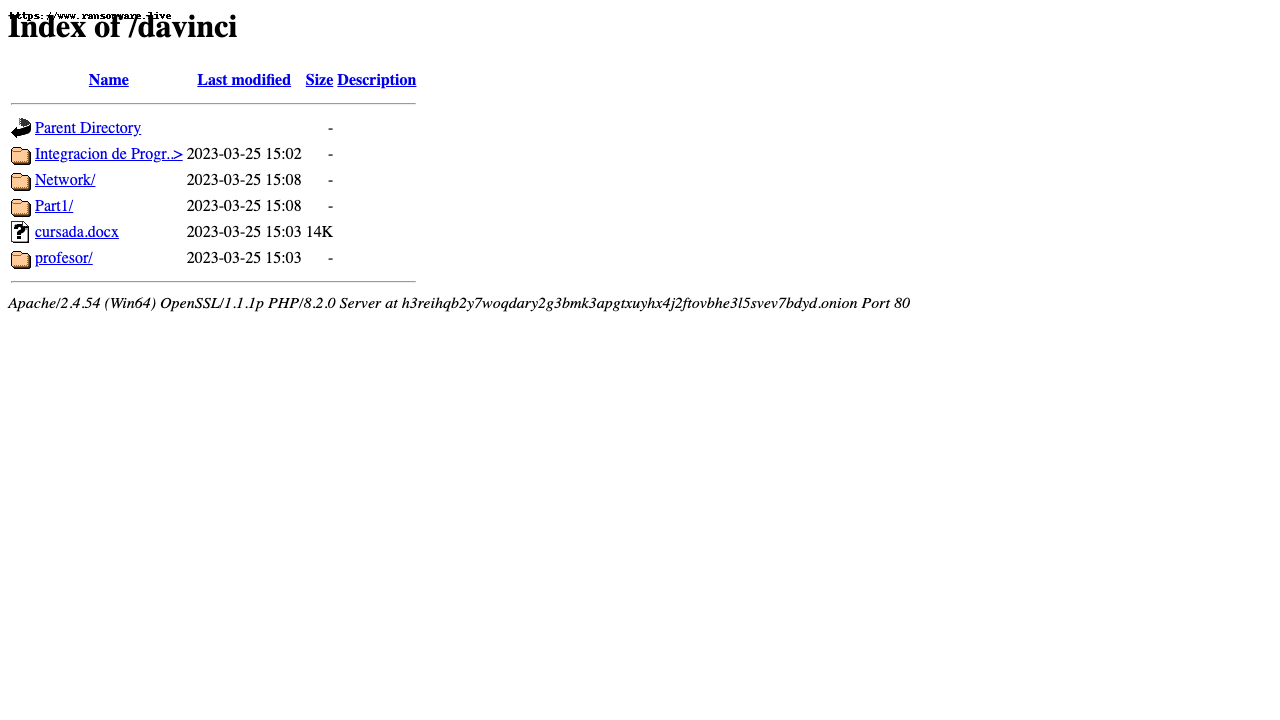 https://www.ransomware.live
Index of /davinci
Name Last modified Size Description
Parent Directory -
Integracion de Progr..> 2023-03-25 15:02 -
Network/ 2023-03-25 15:08 -
Part1/ 2023-03-25 15:08 -
cursada.docx 2023-03-25 15:03 14K
profesor/ 2023-03-25 15:03 -
Apache/2.4.54 (Win64) OpenSSL/1.1.1p PHP/8.2.0 Server at h3reihqb2y7woqdary2g3bmk3apgtxuyhx4j2ftovbhe3l5svev7bdyd.onion Port 80